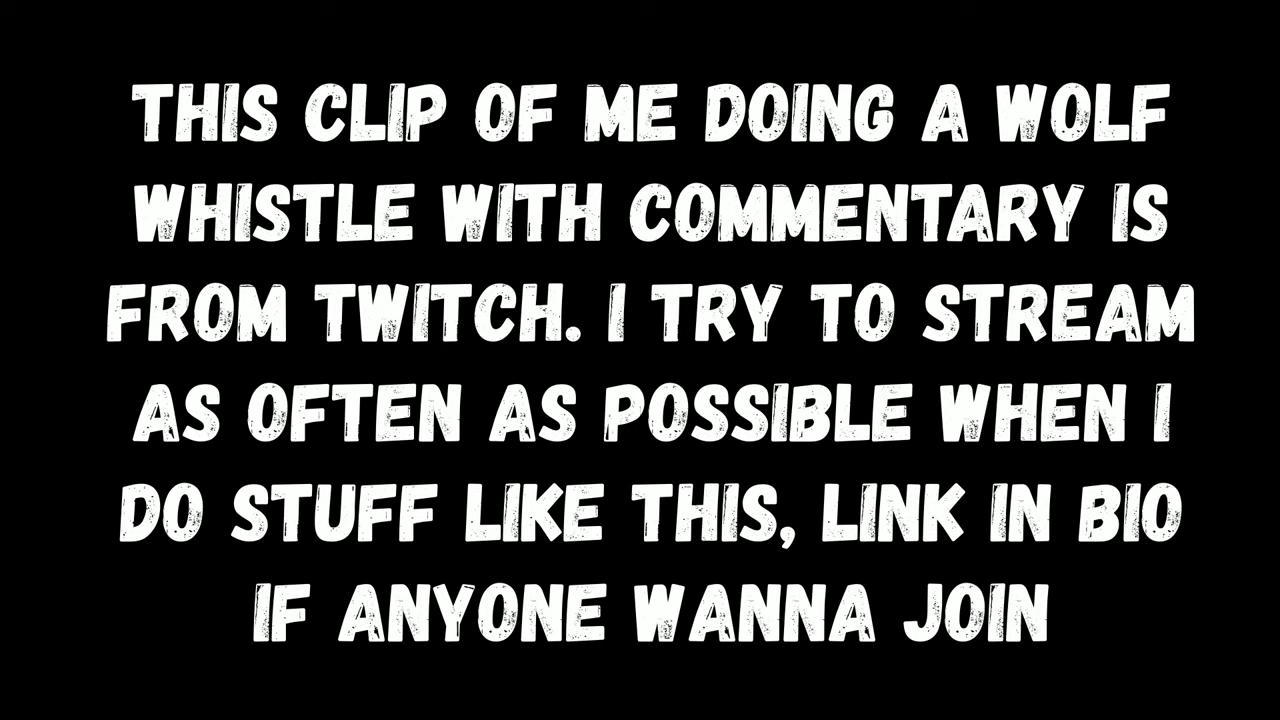 THIS CLIP OF ME DOING A WOLF
WHISTLE WITH COMMENTARY IS
FROM TWITCH. I TRY TO STREAM
AS OFTEN AS POSSIBLE WHEN I
DO STUFF LIKE THIS, LINK IN BIO
IF ANYONE WANNA JOIN